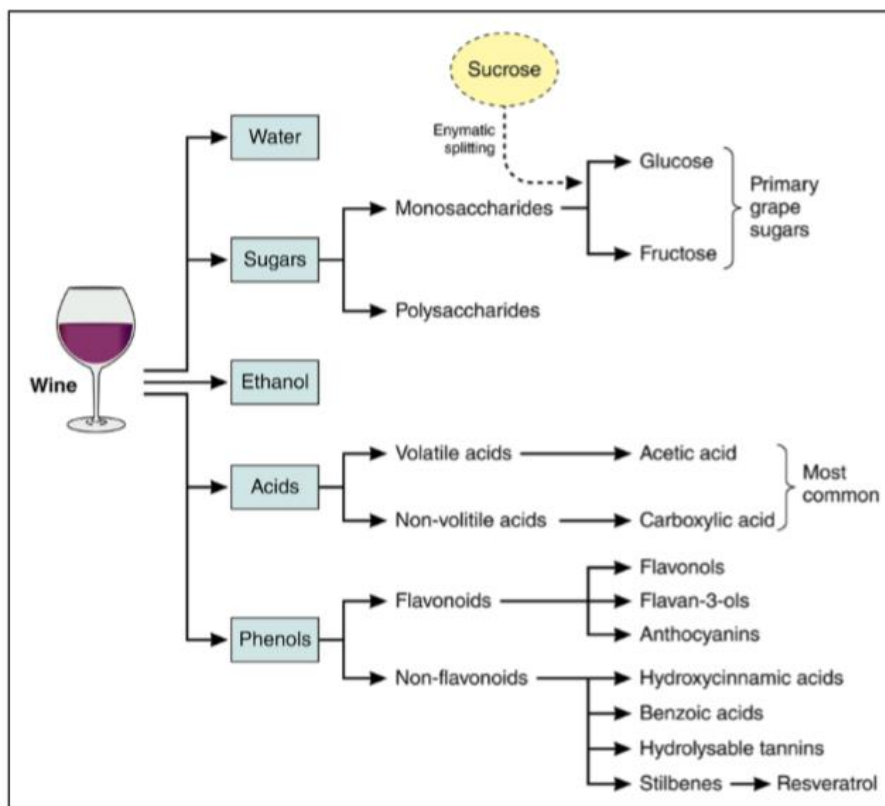 Sucrose
Enymatic
splitting
Water
Glucose
Monosaccharides
Primary
grape
sugars
Sugars
Fructose
Polysaccharides
Wine
Ethanol
Volatile acids
Acetic acid
Acids
Most
common
Non-volitile acids
Carboxylic acid
Flavonols
Flavonoids
Flavan-3-ols
Anthocyanins
Phenols
Non-flavonoids
Hydroxycinnamic acids
Benzoic acids
Hydrolysable tannins
Stilbenes
Resveratrol